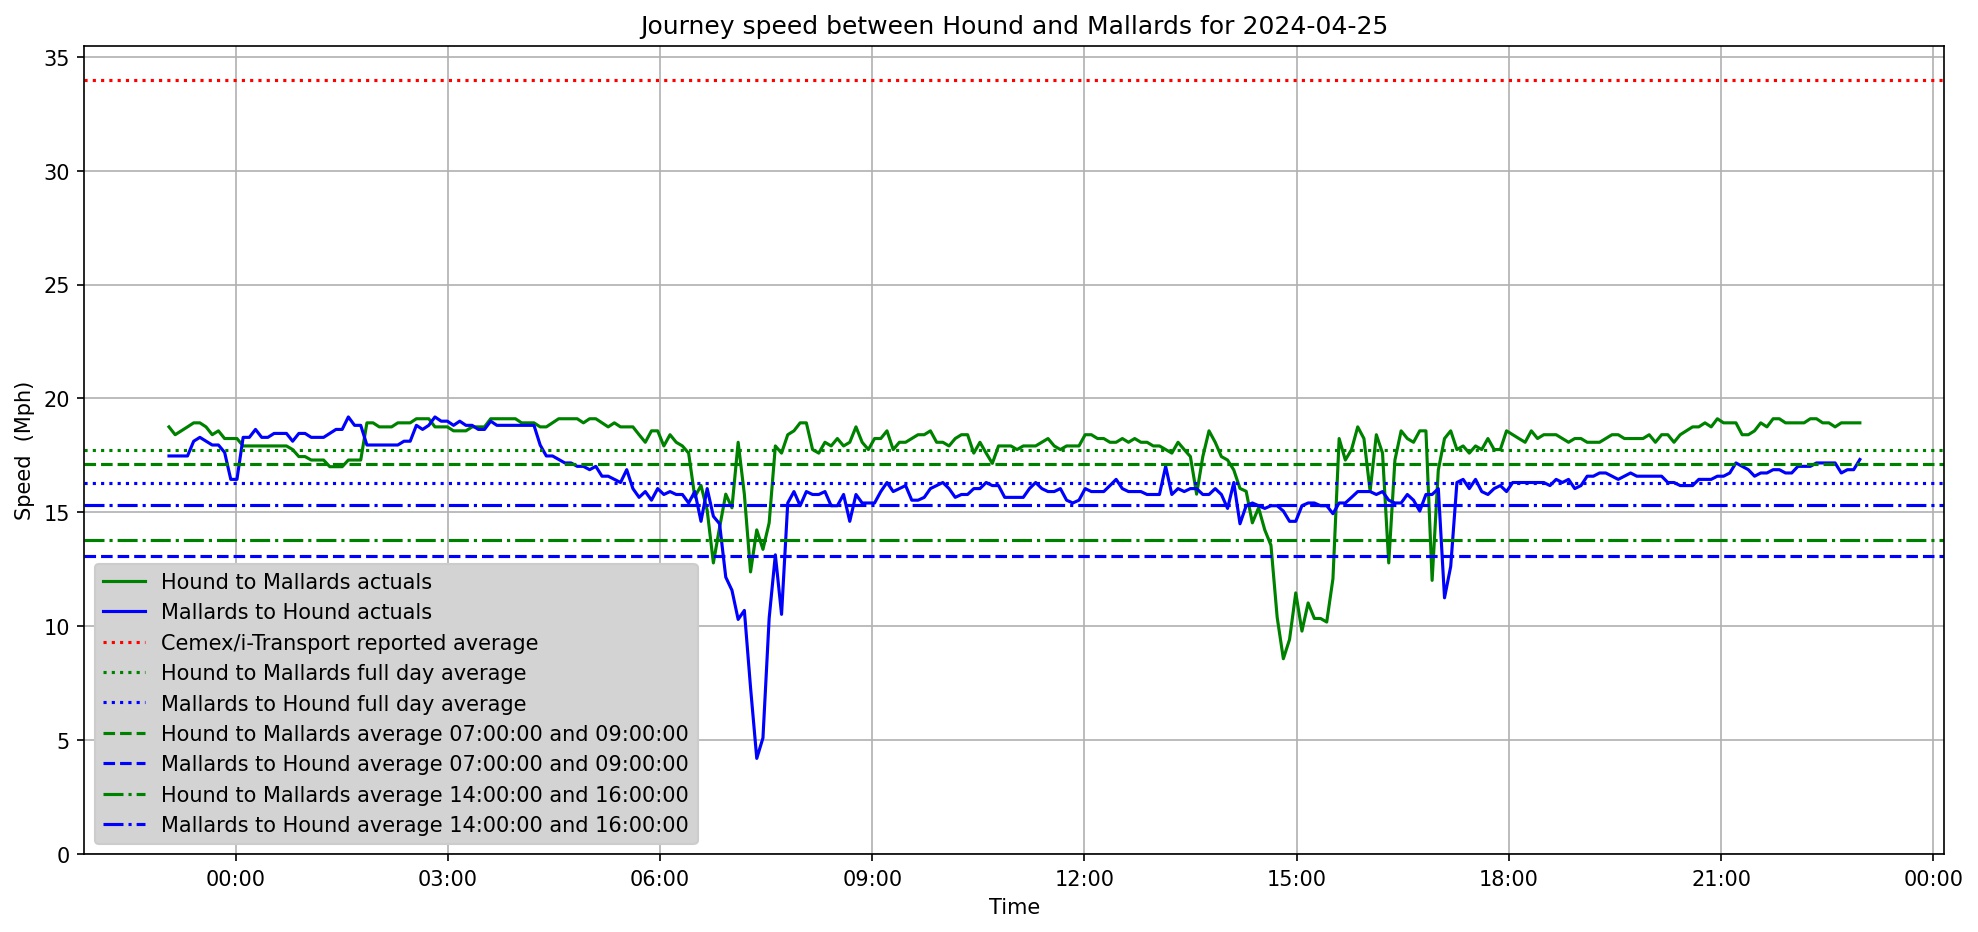 Journey speed between Hound and Mallards for 2024-04-25
35
30
25
20
15
10
5
0
Speed (Mph)
Hound to Mallards actuals
Mallards to Hound actuals
Cemex/i-Transport reported average
Hound to Mallards full day average
Mallards to Hound full day average
Hound to Mallards average 07:00:00 and 09:00:00
Mallards to Hound average 07:00:00 and 09:00:00
Hound to Mallards average 14:00:00 and 16:00:00
Mallards to Hound average 14:00:00 and 16:00:00
00:00 03:00 06:00 09:00 12:00 15:00 18:00 21:00 00:00
Time